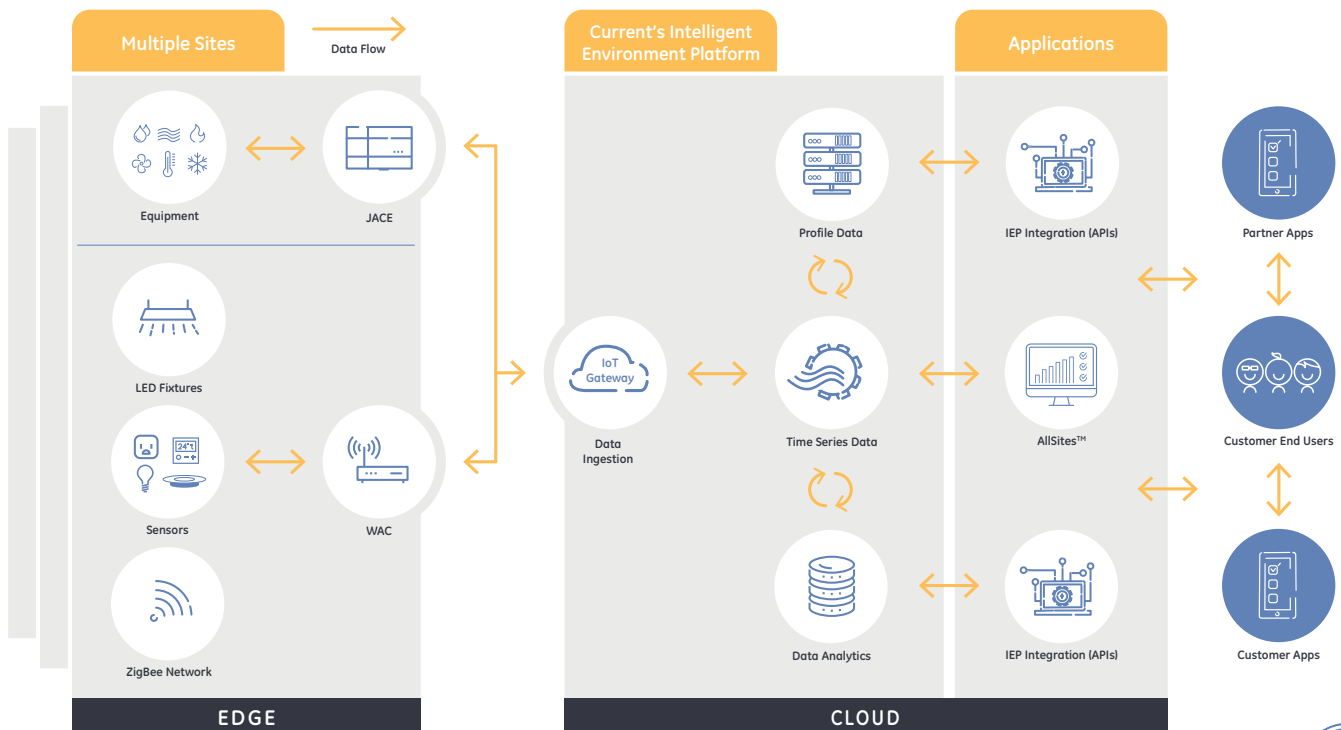 Multiple Sites
Data Flow
Current's Intelligent
Environment Platform
Applications
Equipment
JACE
Profile Data
IEP Integration (APIs)
Partner Apps
LED Fixtures
IoT
Gateway
Data
Ingestion
Time Series Data
AllSites™
Customer End Users
24°c
Sensors
WAC
ZigBee Network
Data Analytics
IEP Integration (APIs)
Customer Apps
EDGE
CLOUD